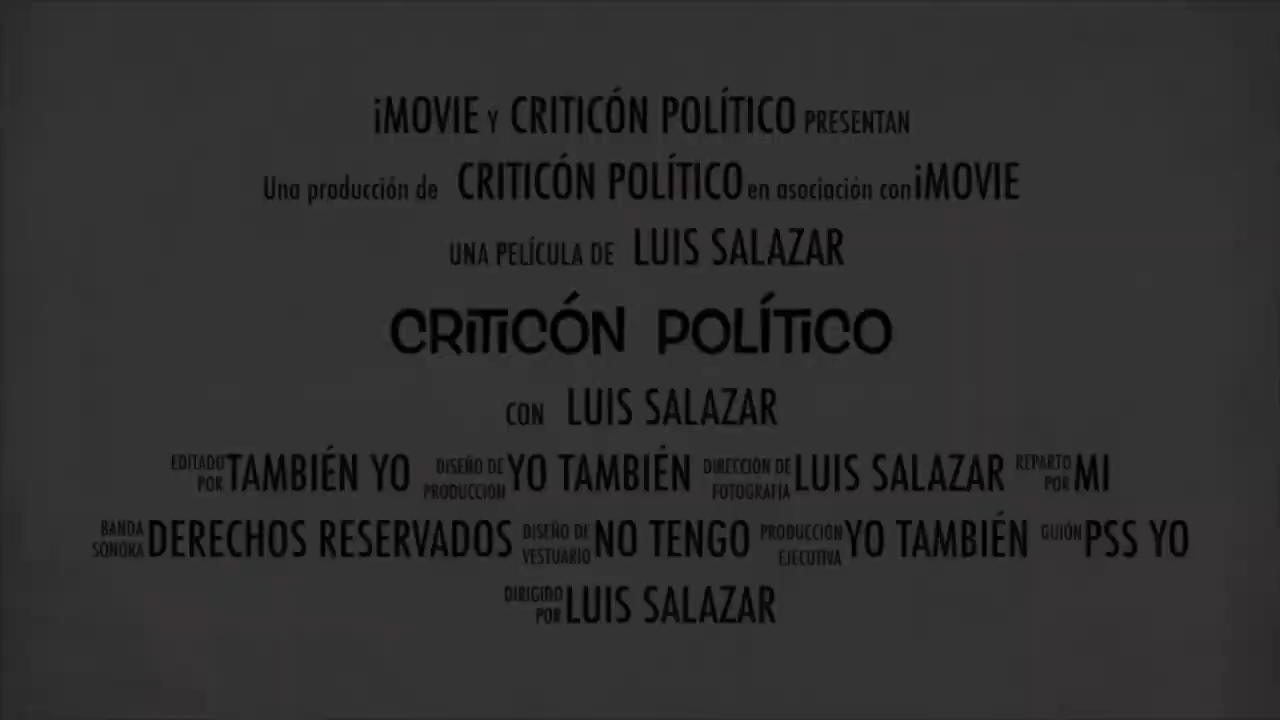 iMOVIE Y CRITICÓN POLÍTICO PRESENTAN
Una producción de CRITICÓN POLÍTICO en asociación con iMOVIE
UNA PELÍCULA DE LUIS SALAZAR
CRiTiCÓN POLÍTiCO
CON LUIS SALAZAR
EDITADO POR TAMBIÉN YO DISEÑO DE PRODUCCIÓN YO TAMBIÉN DIRECCIÓN DE FOTOGRAFÍA LUIS SALAZAR REPARTO POR MI
BANDA SONORA DERECHOS RESERVADOS DISEÑO DE VESTUARIO NO TENGO PRODUCCIÓN EJECUTIVA YO TAMBIÉN GUIÓN PSS YO
DIRIGIDO POR LUIS SALAZAR